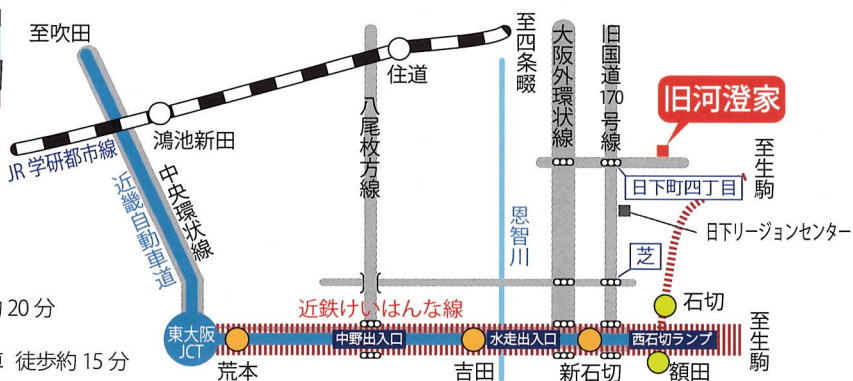 至吹田
住道
至四条畷
大阪外環状線
旧国道170号線
旧河澄家
鴻池新田
八尾枚方線
JR学研都市線
至生駒
日下町四丁目
中央環状線
近畿自動車道
恩智川
日下リージョンセンター
芝
20分
近鉄けいはんな線
石切
東大阪
JCT
中野出入口
水走出入口
西石切ランプ
至生駒
徒歩約15分
荒本
吉田
新石切
額田